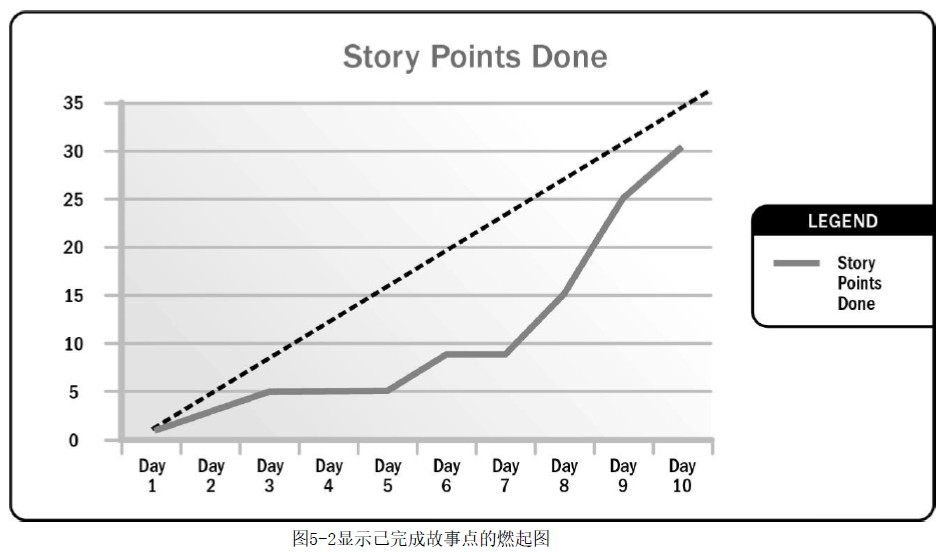 Story Points Done
35
30
25
20
15
10
5
0
Day 1
Day 2
Day 3
Day 4
Day 5
Day 6
Day 7
Day 8
Day 9
Day 10
LEGEND
Story
Points
Done
图5-2显示己完成故事点的燃起图